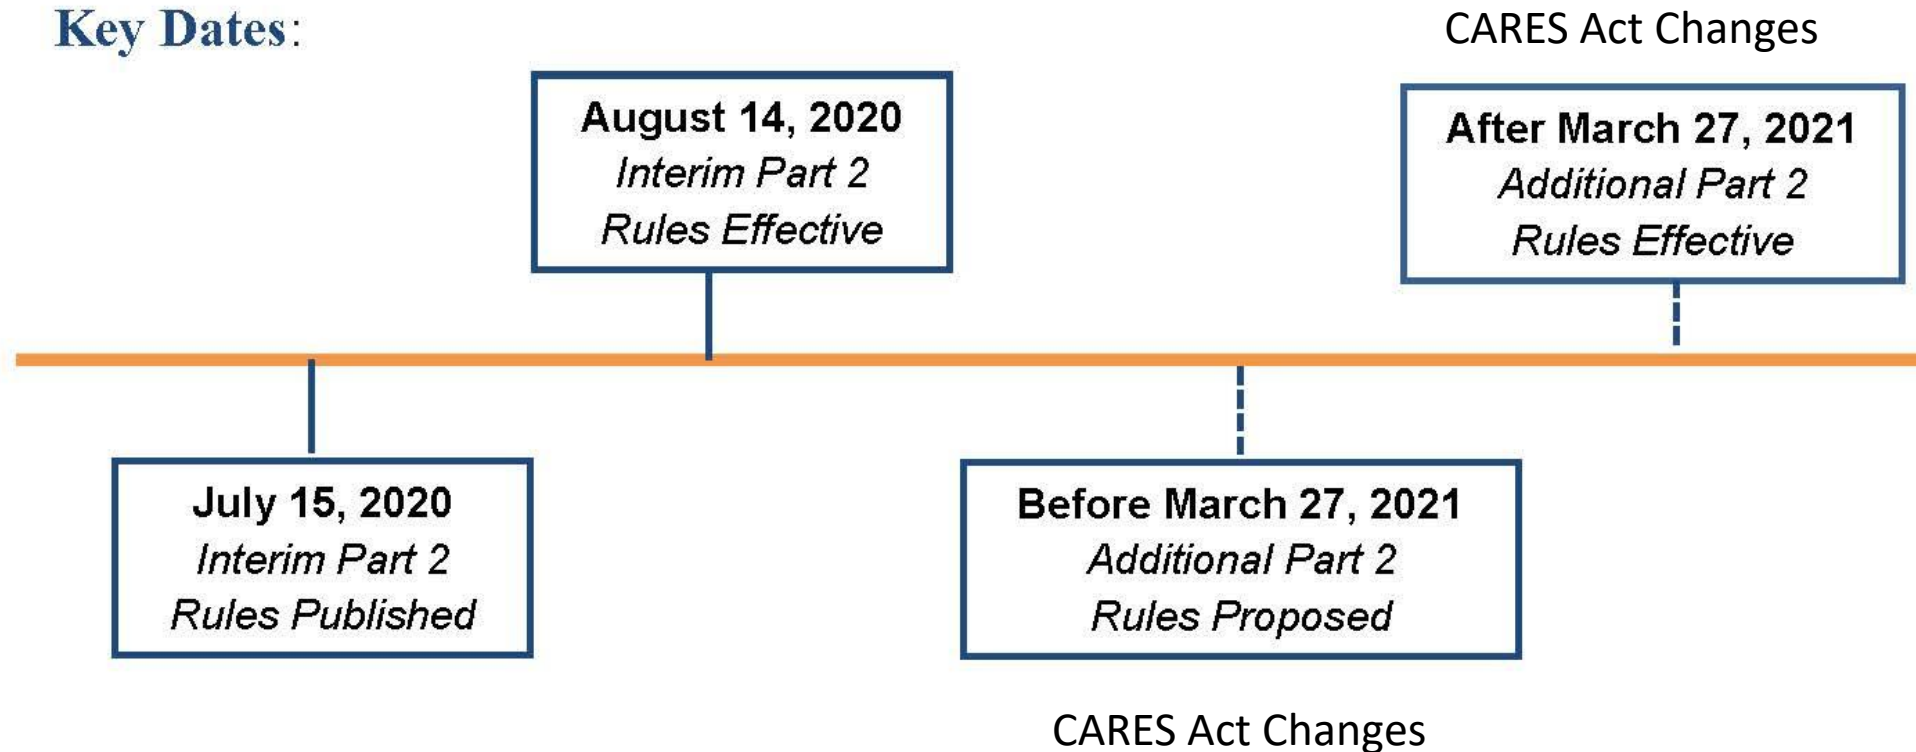 Key Dates:
CARES Act Changes
August 14, 2020
Interim Part 2
Rules Effective
After March 27, 2021
Additional Part 2
Rules Effective
July 15, 2020
Interim Part 2
Rules Published
Before March 27, 2021
Additional Part 2
Rules Proposed
CARES Act Changes